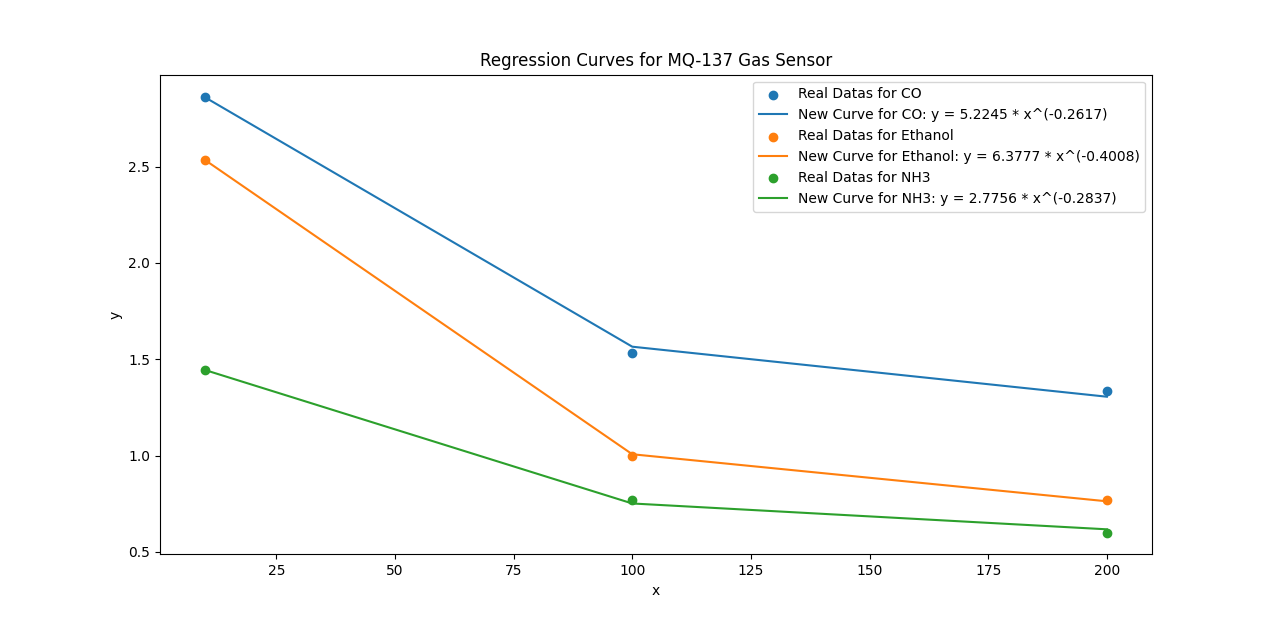 Regression Curves for MQ-137 Gas Sensor
Real Datas for CO
New Curve for CO: y = 5.2245 * x^(-0.2617)
Real Datas for Ethanol
New Curve for Ethanol: y = 6.3777 * x^(-0.4008)
Real Datas for NH3
New Curve for NH3: y = 2.7756 * x^(-0.2837)
2.5
2.0
1.5
1.0
0.5
y
25 50 75 100 125 150 175 200
x